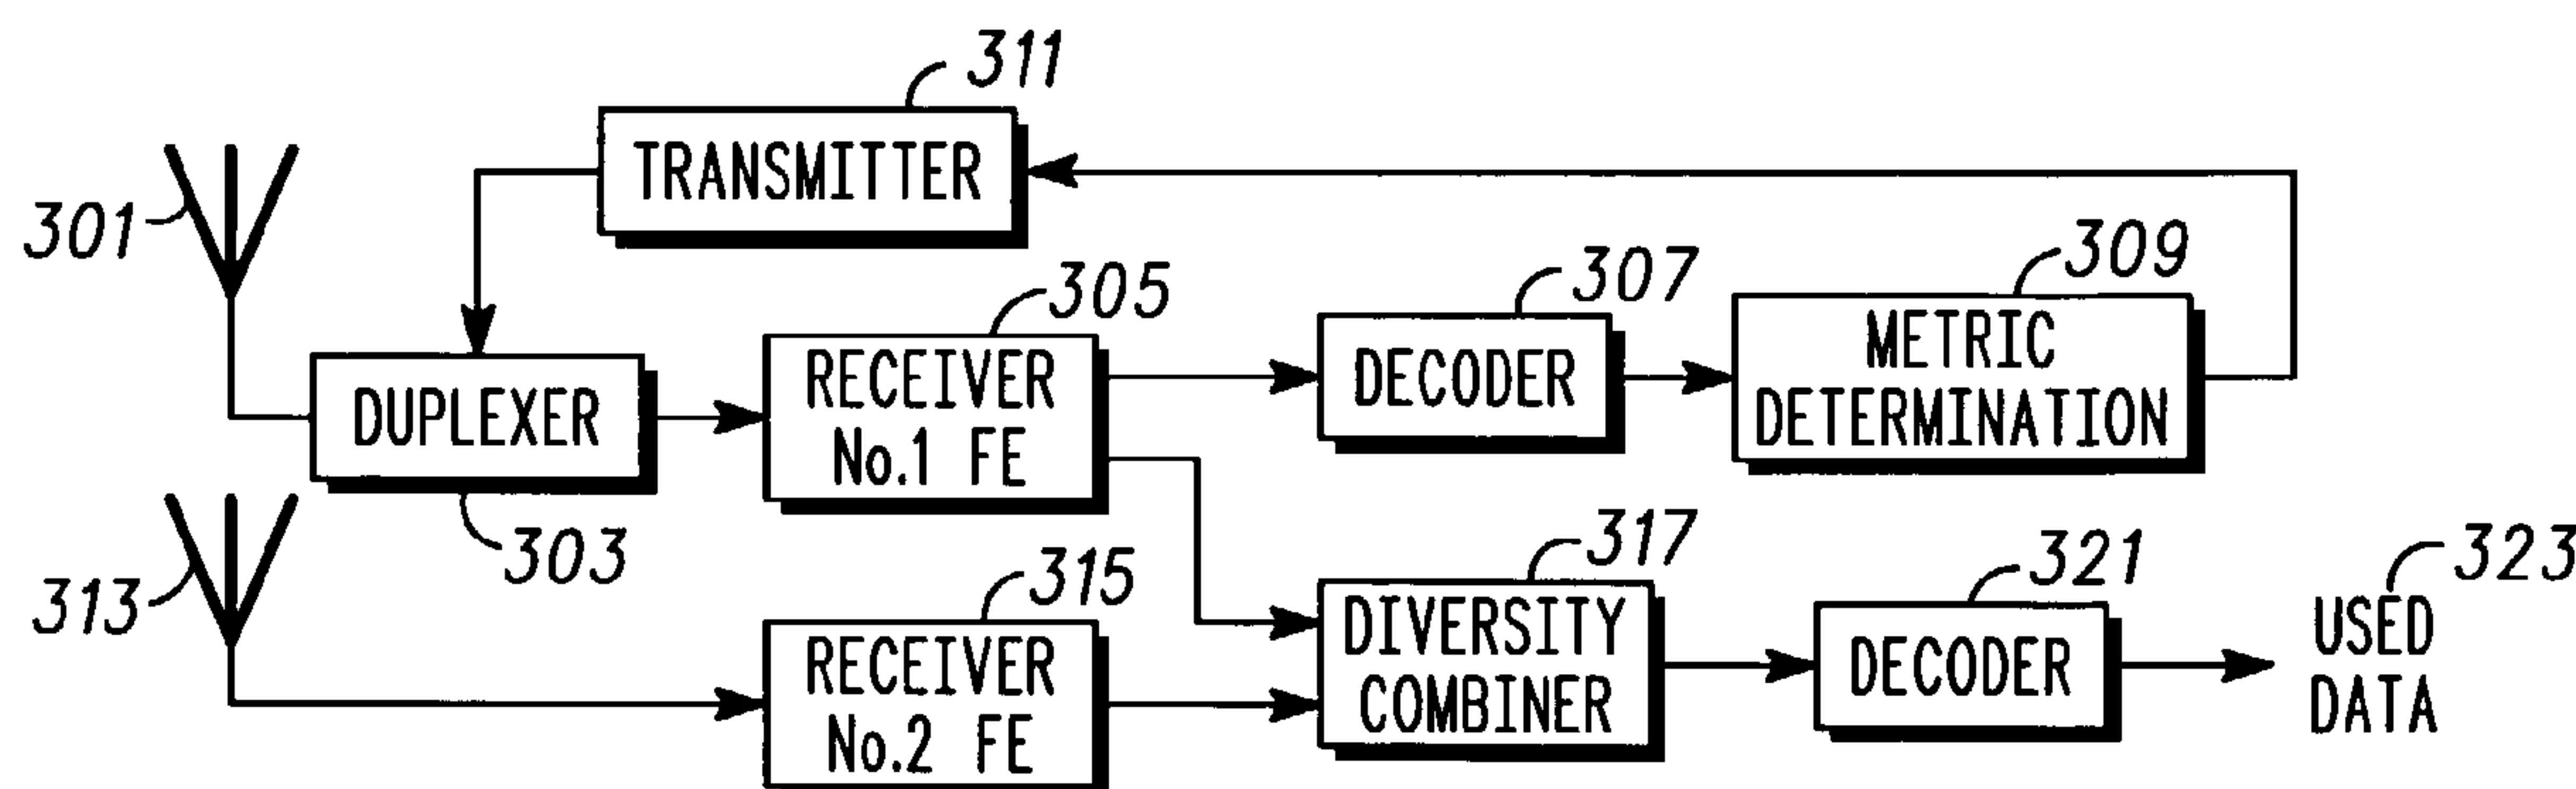 311
TRANSMITTER
301
309
305
307
METRIC
DETERMINATION
RECEIVER
No.1 FE
DECODER
DUPLEXER
303
313
315
317
321
323
RECEIVER
No.2 FE
DIVERSITY
COMBINER
DECODER
USED
DATA